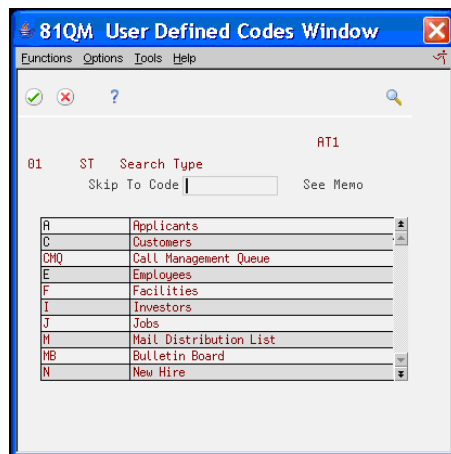 81QM User Defined Codes Window
Functions Options Tools Help
?
AT1
01 ST Search Type
Skip To Code See Memo
A Applicants
C Customers
CMQ Call Management Queue
E Employees
F Facilities
I Investors
J Jobs
M Mail Distribution List
MB Bulletin Board
N New Hire